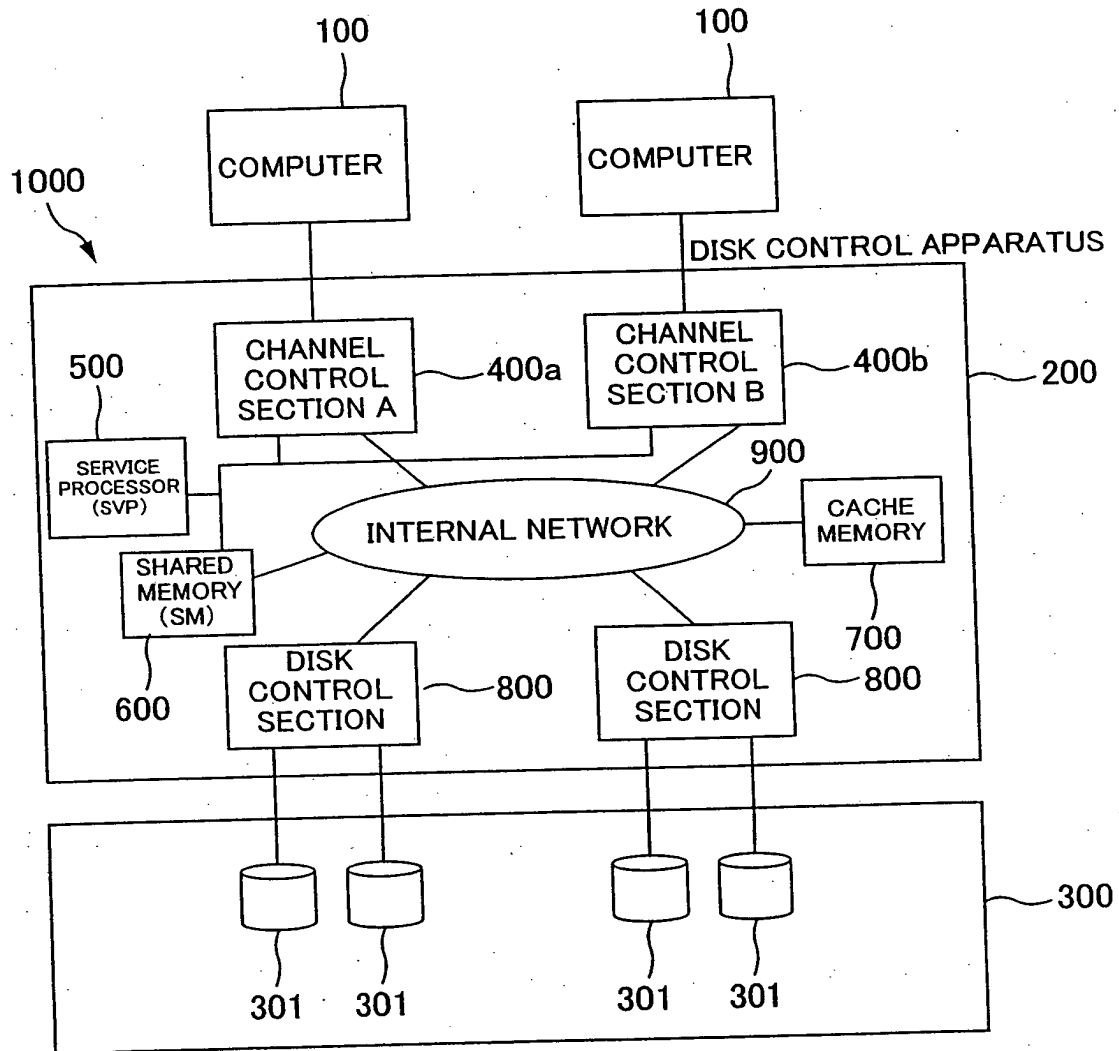 100
100
COMPUTER
COMPUTER
1000
DISK CONTROL APPARATUS
CHANNEL
CONTROL
SECTION A
400a
CHANNEL
CONTROL
SECTION B
400b
200
500
SERVICE
PROCESSOR
(SVP)
900
INTERNAL NETWORK
CACHE
MEMORY
700
SHARED
MEMORY
(SM)
600
DISK
CONTROL
SECTION
800
DISK
CONTROL
SECTION
800
300
301
301
301
301